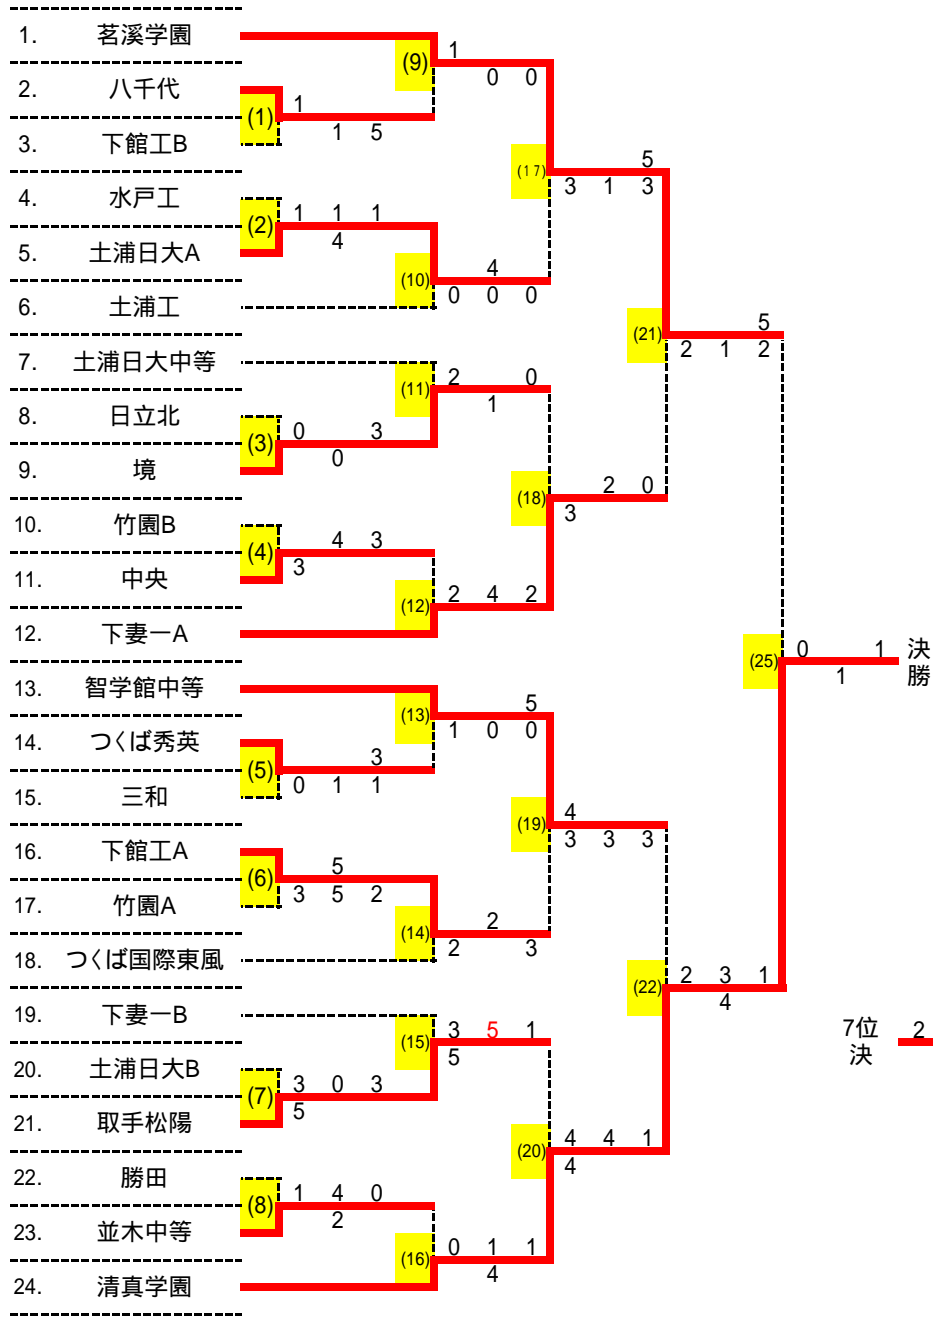 1. 茗溪学園
2. 八千代
3. 下館工B
4. 水戸工
5. 土浦日大A
6. 土浦工
7. 土浦日大中等
8. 日立北
9. 境
10. 竹園B
11. 中央
12. 下妻一A
13. 智学館中等
14. つくば秀英
15. 三和
16. 下館工A
17. 竹園A
18. つくば国際東風
19. 下妻一B
20. 土浦日大B
21. 取手松陽
22. 勝田
23. 並木中等
24. 清真学園
(1)
1
1 5
(2)
1 1 1
4
(3)
0 3
0
(4)
4 3
3
(5)
3
0 1 1
(6)
5
3 5 2
(7)
3 0 3
5
(8)
1 4 0
2
(9)
1
0 0
(10)
4
0 0 0
(11)
2 0
1
(12)
2 4 2
(13)
5
1 0 0
(14)
2
2 3
(15)
3 5 1
5
(16)
0 1 1
4
(17)
5
3 1 3
(18)
2 0
3
(19)
4
3 3 3
(20)
4 4 1
4
(21)
5
2 1 2
(22)
2 3 1
4
(25)
0 1
1
決
勝
7位
決
2